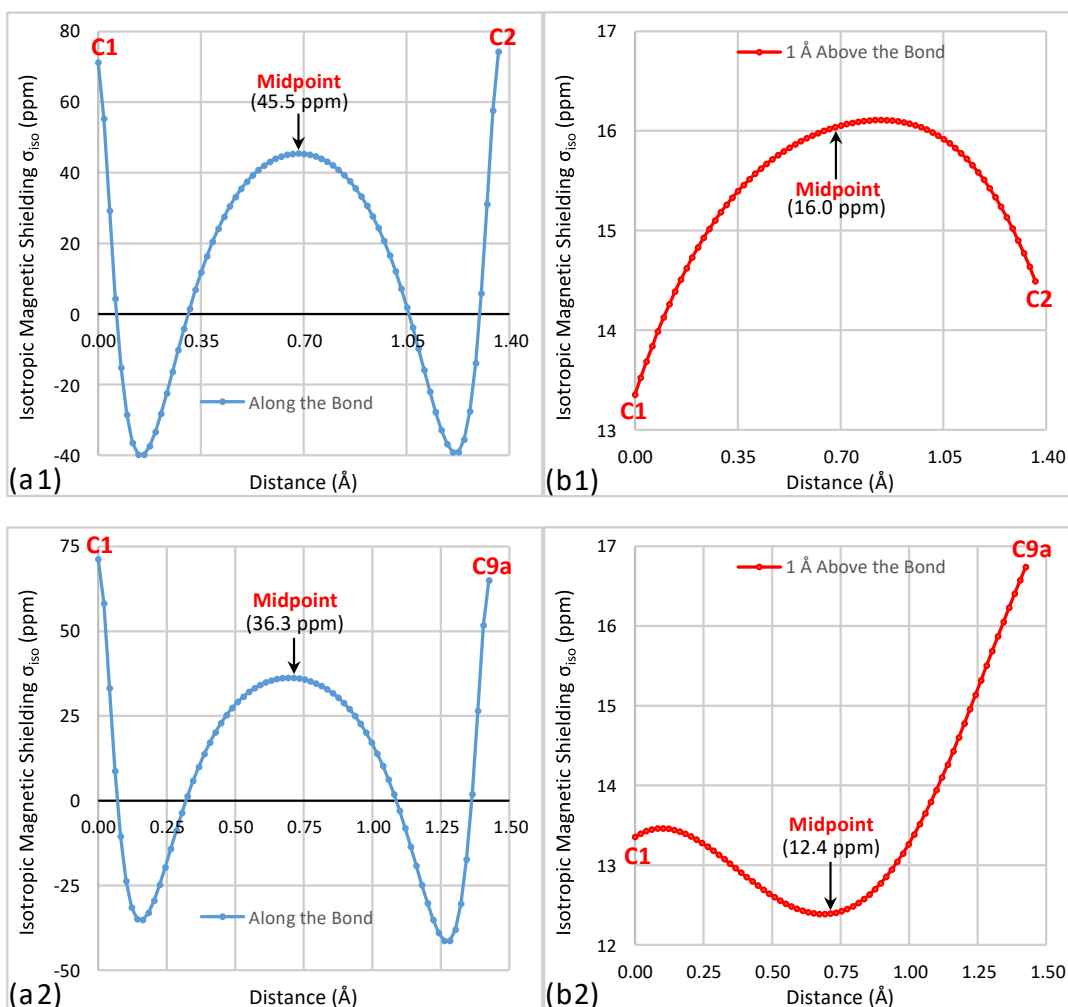 Isotropic Magnetic Shielding σiso (ppm)
80
60
40
20
0
-20
-40
C1
C2
Midpoint
(45.5 ppm)
0.00 0.35 0.70 1.05 1.40
Along the Bond
Distance (Å)
(a1)
Isotropic Magnetic Shielding σiso (ppm)
17
16
15
14
13
1 Å Above the Bond
Midpoint
(16.0 ppm)
C1
C2
0.00 0.35 0.70 1.05 1.40
Distance (Å)
(b1)
Isotropic Magnetic Shielding σiso (ppm)
75
50
25
0
-25
-50
C1
C9a
Midpoint
(36.3 ppm)
0.00 0.25 0.50 0.75 1.00 1.25 1.50
Along the Bond
Distance (Å)
(a2)
Isotropic Magnetic Shielding σiso (ppm)
17
16
15
14
13
12
C9a
1 Å Above the Bond
Midpoint
(12.4 ppm)
C1
0.00 0.25 0.50 0.75 1.00 1.25 1.50
Distance (Å)
(b2)